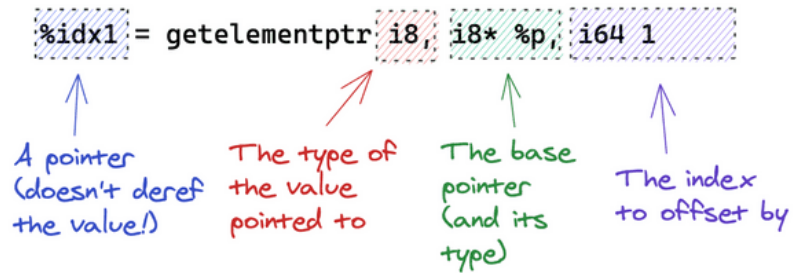 %idx1 = getelementptr i8, i8* %p, i64 1
A pointer
(doesn't deref
the value!)
The type of
the value
pointed to
The base
pointer
(and its
type)
The index
to offset by